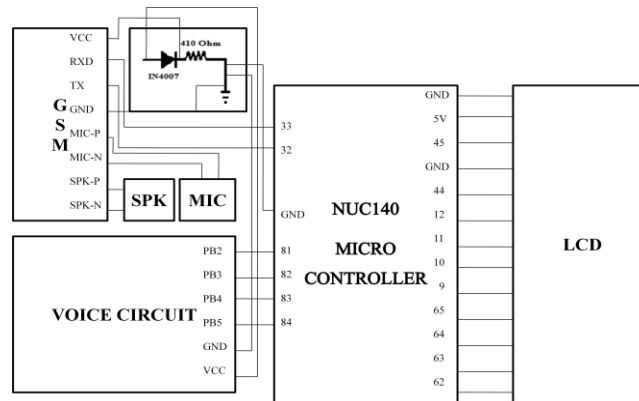 VCC
RXD
TX
GND
GSM
MIC-P
MIC-N
SPK-P
SPK-N
410 Ohm
IN4007
SPK
MIC
33
32
GND
81
82
83
84
NUC140
MICRO
CONTROLLER
GND
5V
45
GND
44
12
11
10
9
65
64
63
62
LCD
VOICE CIRCUIT
PB2
PB3
PB4
PB5
GND
VCC